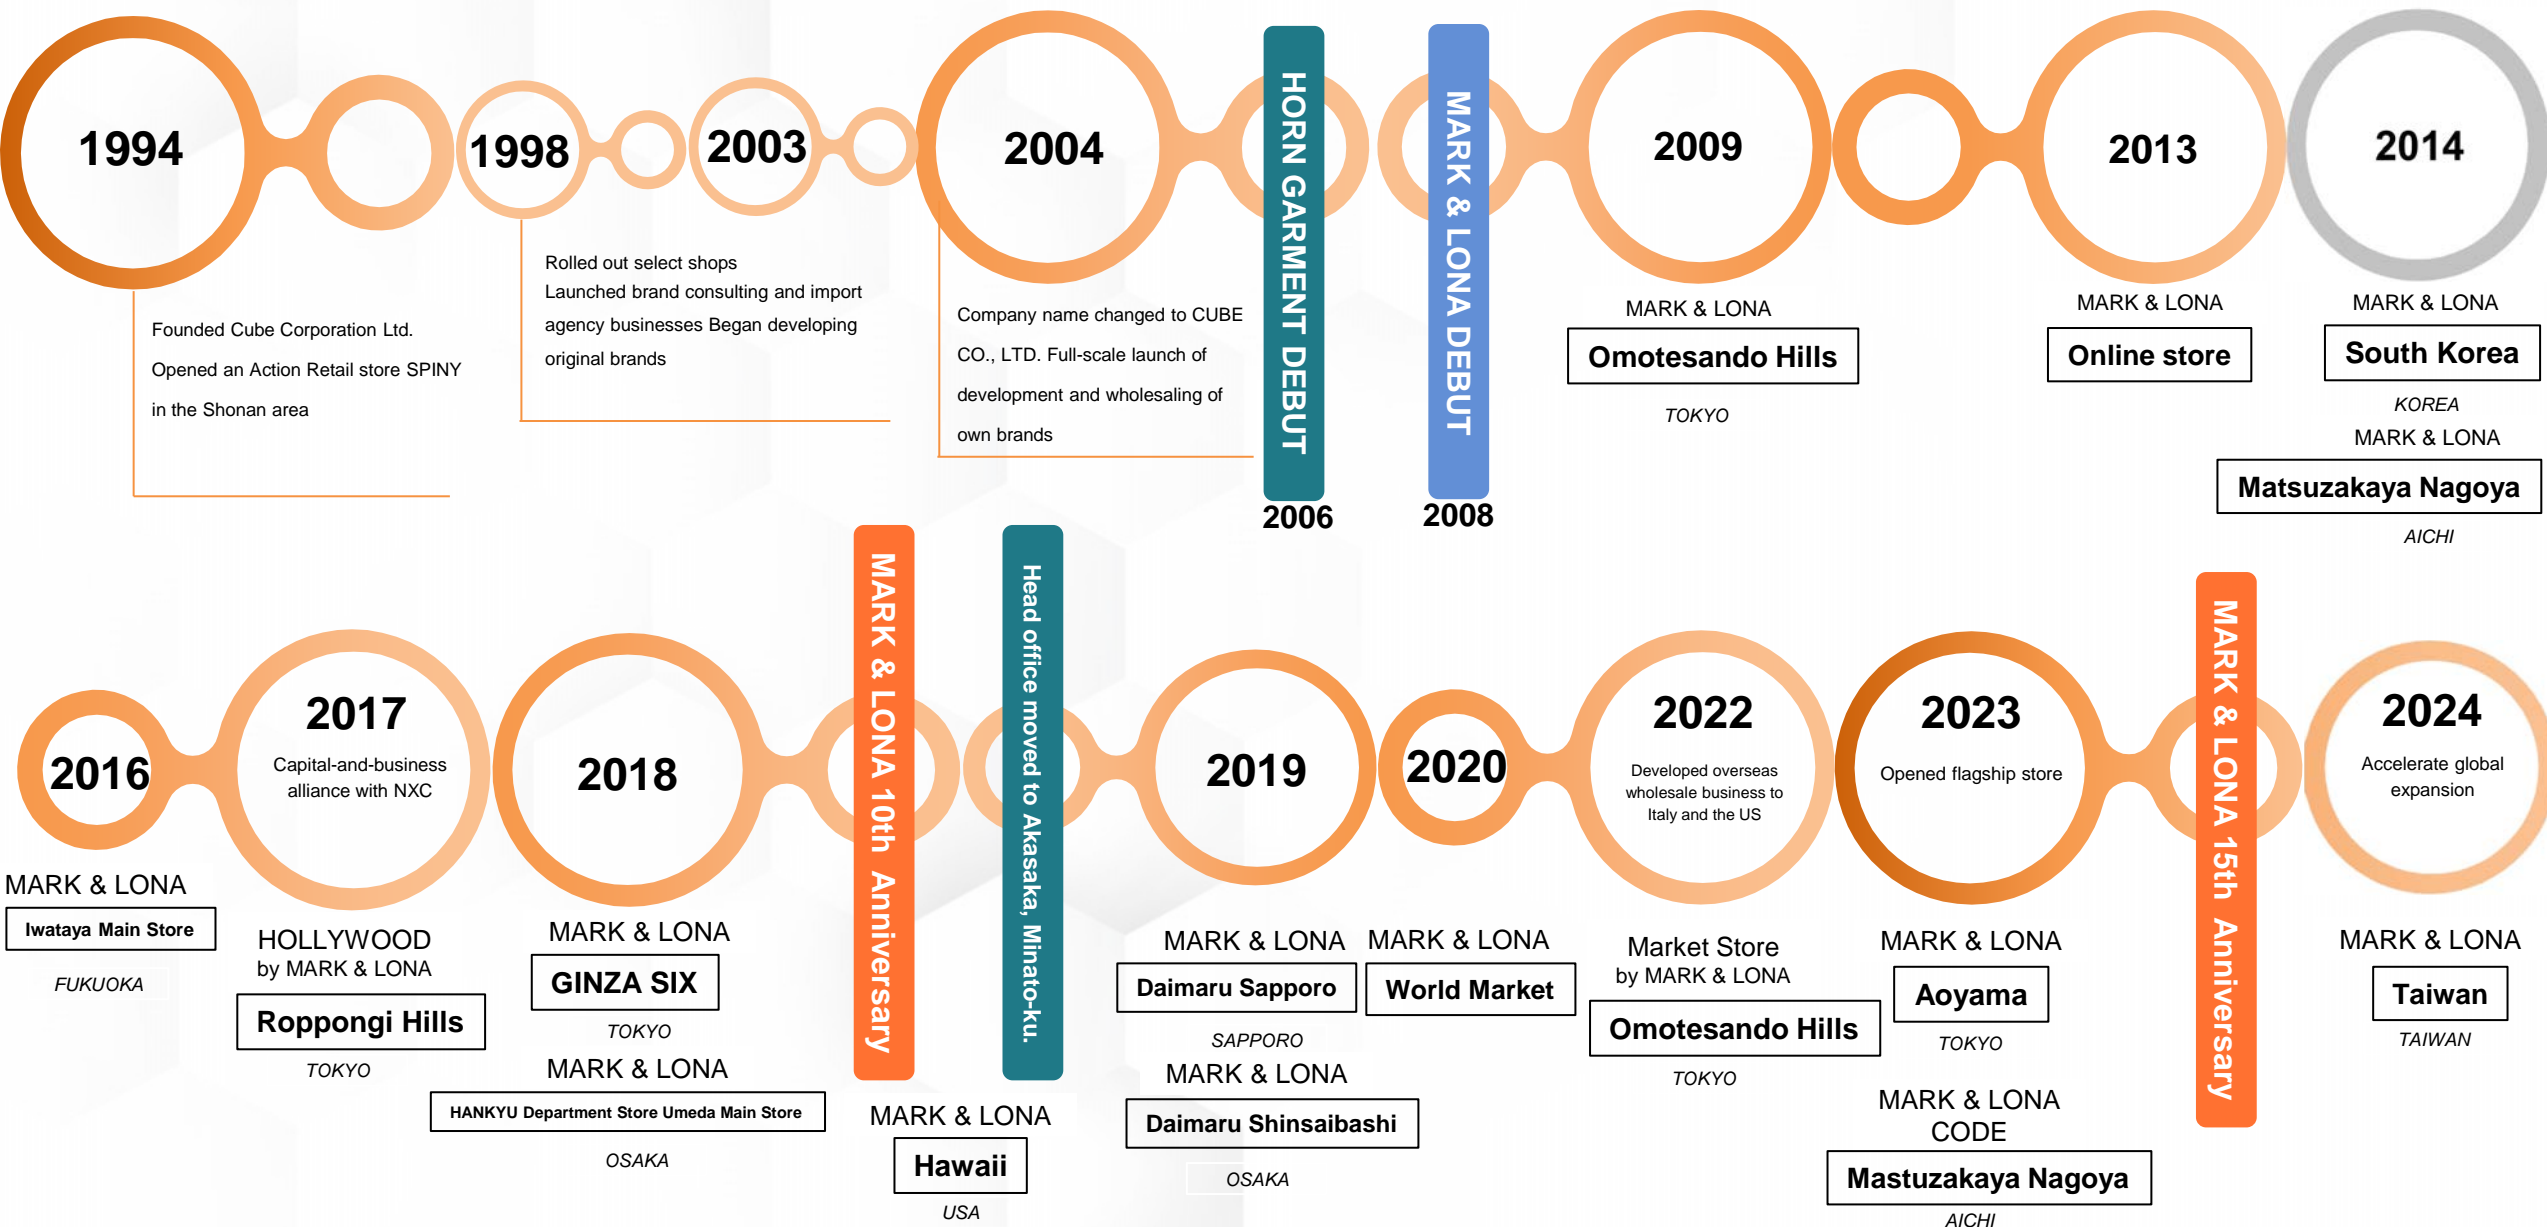 1994
Founded Cube Corporation Ltd.
Opened an Action Retail store SPINY
in the Shonan area
1998
Rolled out select shops
Launched brand consulting and import
agency businesses Began developing
original brands
2003
2004
Company name changed to CUBE
CO., LTD. Full-scale launch of
development and wholesaling of
own brands
HORN GARMENT DEBUT
2006
MARK & LONA DEBUT
2008
2009
MARK & LONA
Omotesando Hills
TOKYO
2013
MARK & LONA
Online store
2014
MARK & LONA
South Korea
KOREA
MARK & LONA
Matsuzakaya Nagoya
AICHI
2016
MARK & LONA
Iwataya Main Store
FUKUOKA
2017
Capital-and-business
alliance with NXC
HOLLYWOOD
by MARK & LONA
Roppongi Hills
TOKYO
2018
MARK & LONA
GINZA SIX
TOKYO
MARK & LONA
HANKYU Department Store Umeda Main Store
OSAKA
MARK & LONA 10th Anniversary
MARK & LONA
Hawaii
USA
Head office moved to Akasaka, Minato-ku.
2019
MARK & LONA
Daimaru Sapporo
SAPPORO
MARK & LONA
Daimaru Shinsaibashi
OSAKA
2020
MARK & LONA
World Market
2022
Developed overseas
wholesale business to
Italy and the US
Market Store
by MARK & LONA
Omotesando Hills
TOKYO
2023
Opened flagship store
MARK & LONA
Aoyama
TOKYO
MARK & LONA
CODE
Mastuzakaya Nagoya
AICHI
MARK & LONA 15th Anniversary
2024
Accelerate global
expansion
MARK & LONA
Taiwan
TAIWAN